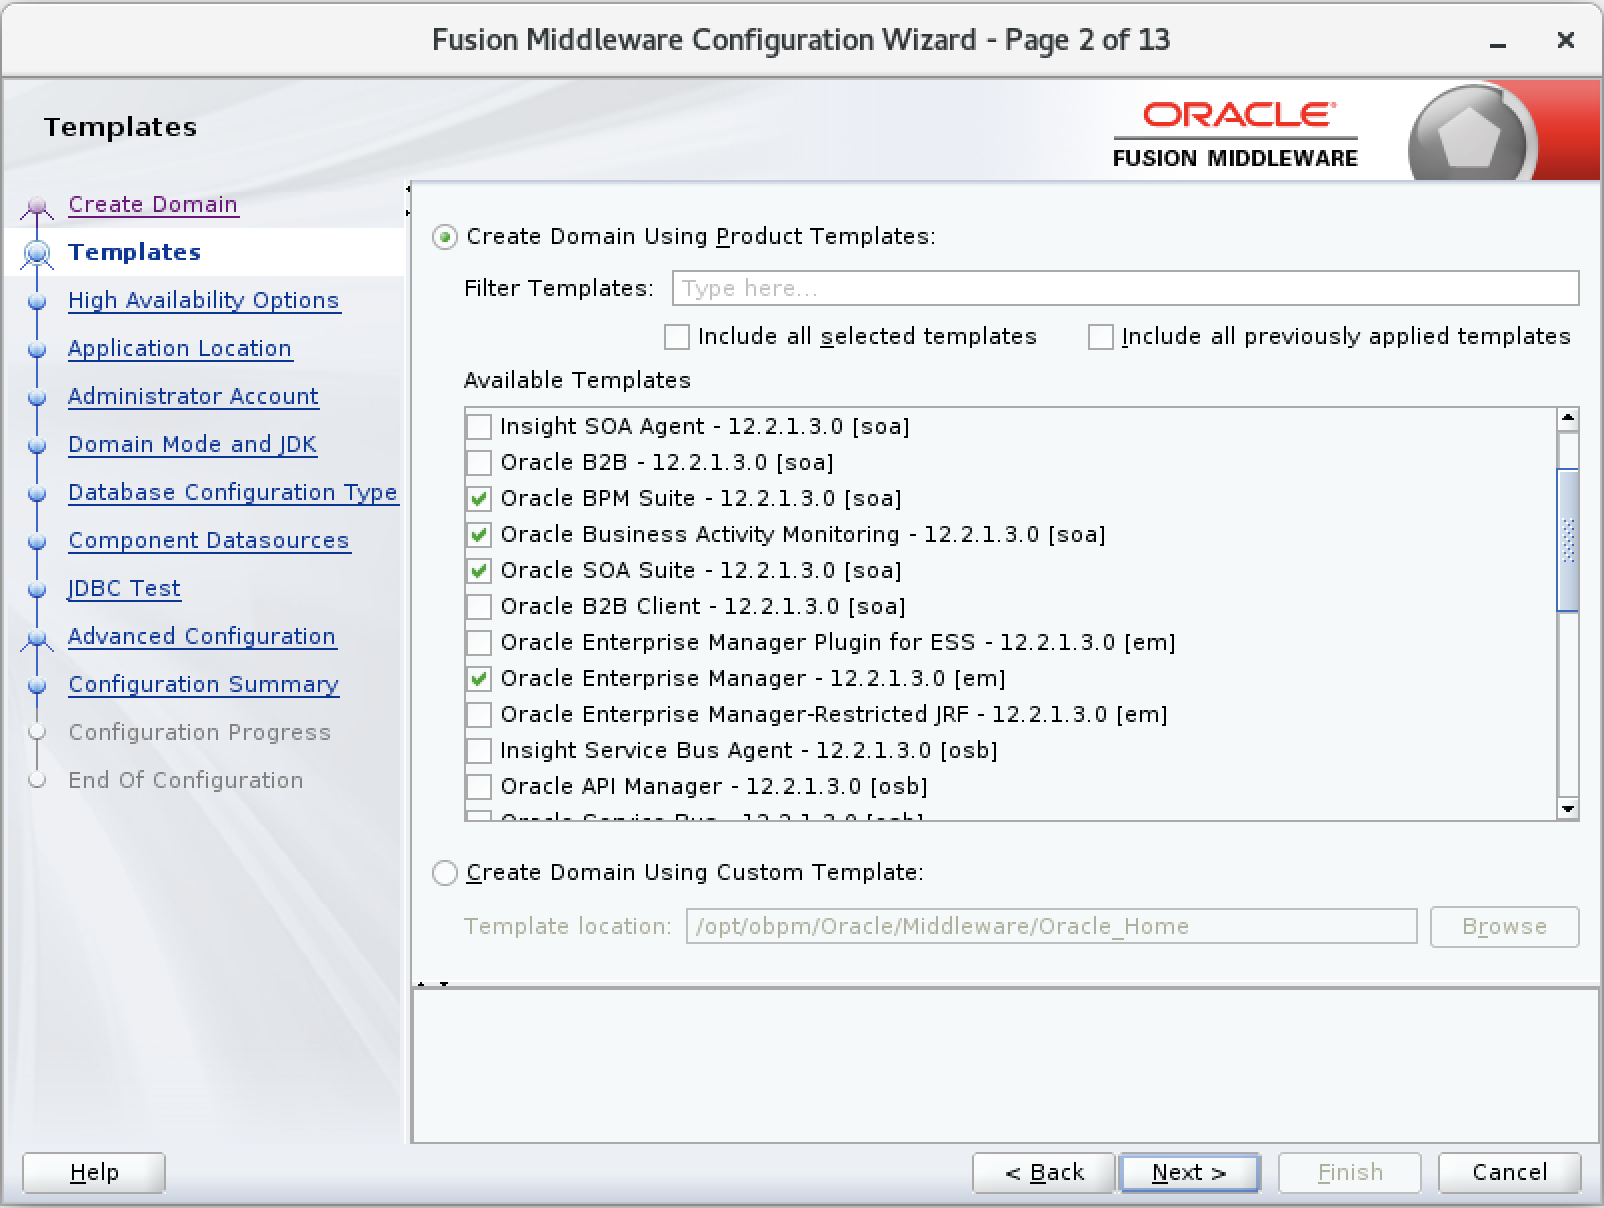 Fusion Middleware Configuration Wizard - Page 2 of 13
Templates
ORACLE
FUSION MIDDLEWARE
Create Domain
Templates
High Availability Options
Application Location
Administrator Account
Domain Mode and JDK
Database Configuration Type
Component Datasources
JDBC Test
Advanced Configuration
Configuration Summary
Configuration Progress
End Of Configuration
Create Domain Using Product Templates:
Filter Templates: Type here...
Include all selected templates Include all previously applied templates
Available Templates
Insight SOA Agent - 12.2.1.3.0 [soa]
Oracle B2B - 12.2.1.3.0 [soa]
Oracle BPM Suite - 12.2.1.3.0 [soa]
Oracle Business Activity Monitoring - 12.2.1.3.0 [soa]
Oracle SOA Suite - 12.2.1.3.0 [soa]
Oracle B2B Client - 12.2.1.3.0 [soa]
Oracle Enterprise Manager Plugin for ESS - 12.2.1.3.0 [em]
Oracle Enterprise Manager - 12.2.1.3.0 [em]
Oracle Enterprise Manager-Restricted JRF - 12.2.1.3.0 [em]
Insight Service Bus Agent - 12.2.1.3.0 [osb]
Oracle API Manager - 12.2.1.3.0 [osb]
Oracle Service Bus - 12.2.1.3.0 [osb]
Create Domain Using Custom Template:
Template location: /opt/obpm/Oracle/Middleware/Oracle_Home Browse
Help < Back Next > Finish Cancel